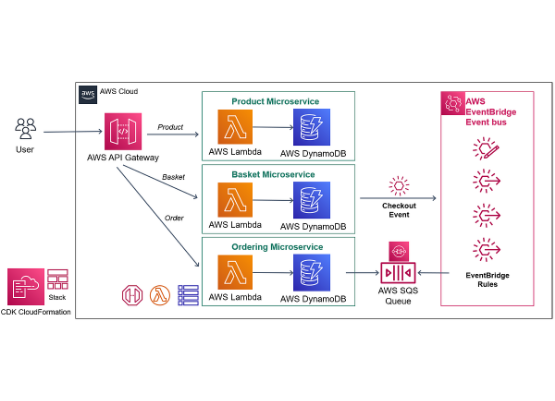 aws
AWS Cloud
User
AWS API Gateway
Product
Basket
Order
Product Microservice
AWS Lambda
AWS DynamoDB
Basket Microservice
AWS Lambda
AWS DynamoDB
Ordering Microservice
AWS Lambda
AWS DynamoDB
Checkout
Event
AWS SQS
Queue
AWS
EventBridge
Event bus
EventBridge
Rules
Stack
CDK CloudFormation